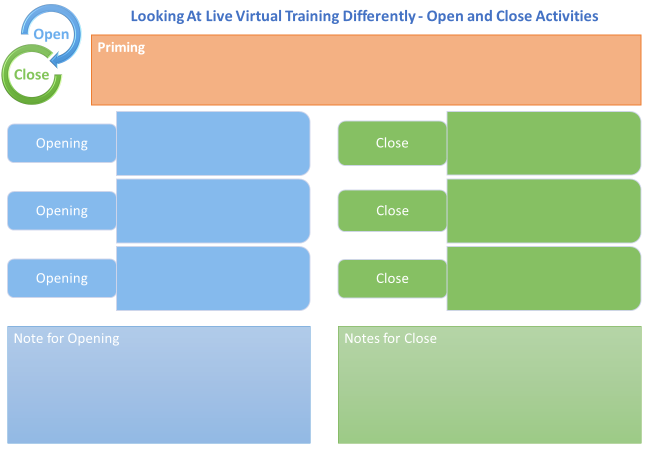 Looking At Live Virtual Training Differently - Open and Close Activities
Open
Close
Priming
Opening
Close
Opening
Close
Opening
Close
Note for Opening
Notes for Close